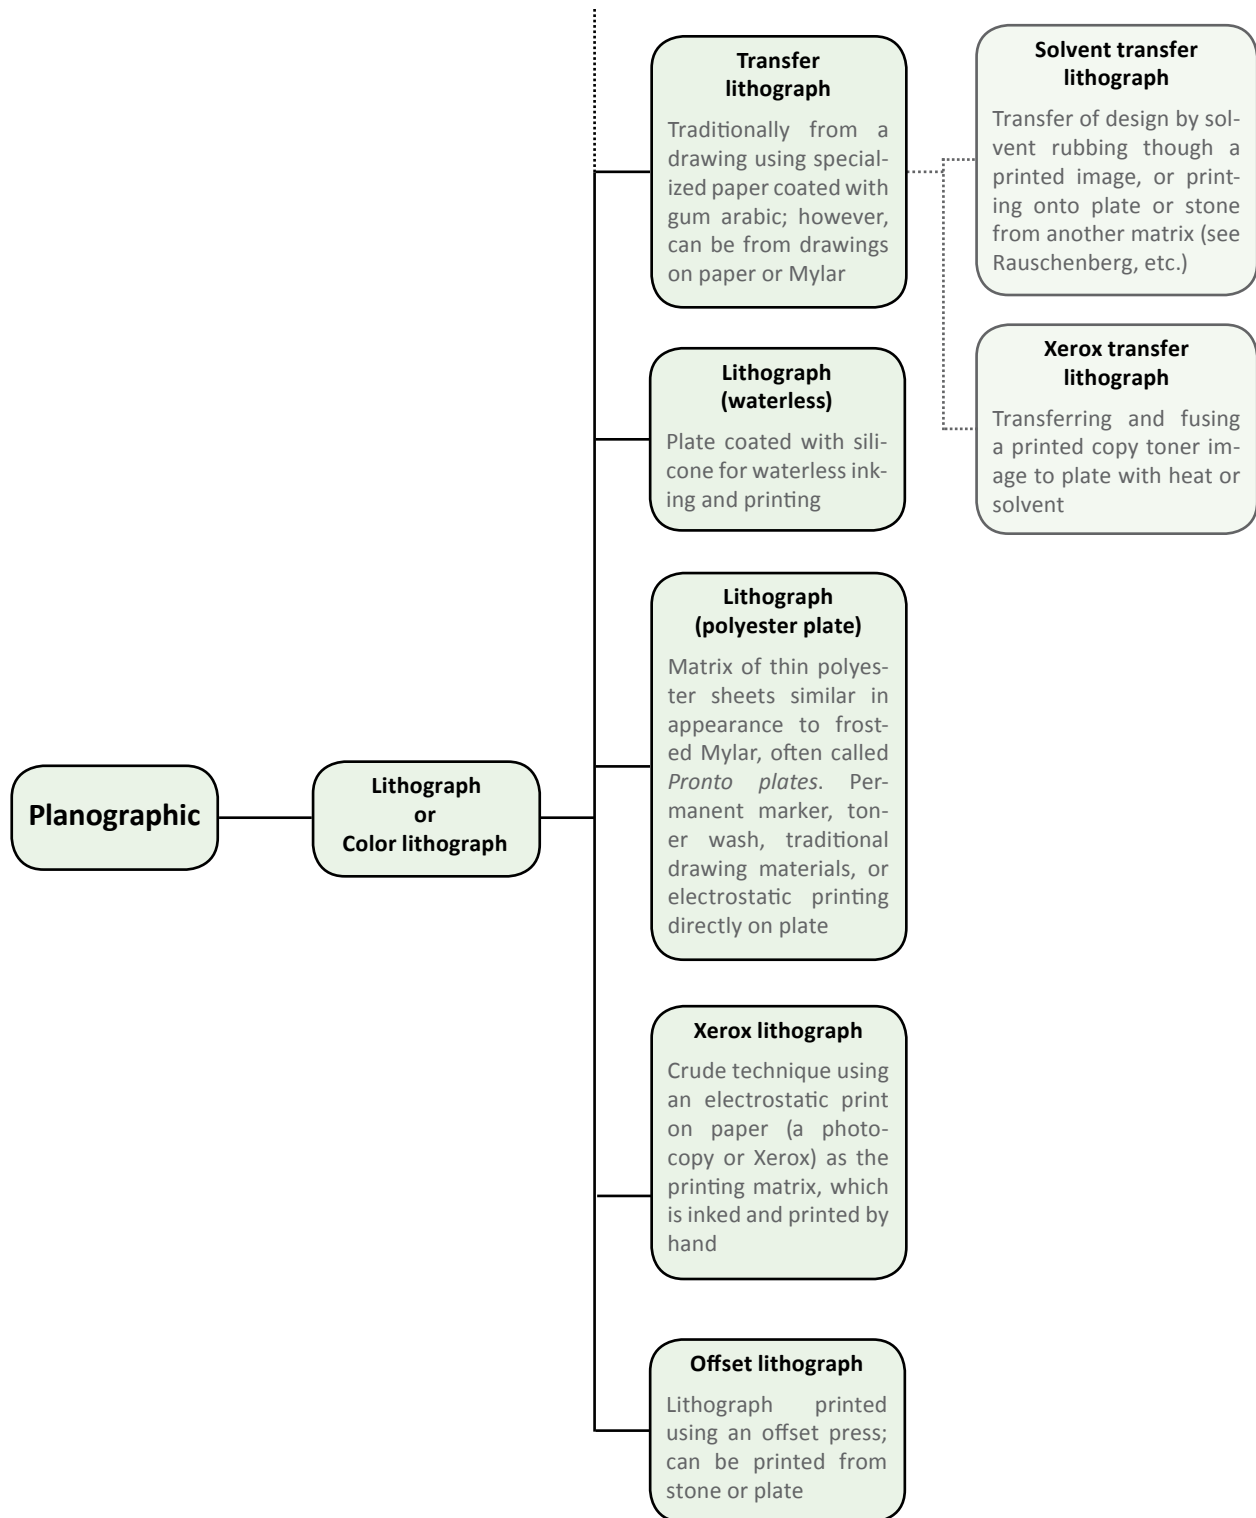 Planographic
Lithograph
or
Color lithograph
Transfer
lithograph
Traditionally from a
drawing using special-
ized paper coated with
gum arabic; however,
can be from drawings
on paper or Mylar
Solvent transfer
lithograph
Transfer of design by sol-
vent rubbing though a
printed image, or print-
ing onto plate or stone
from another matrix (see
Rauschenberg, etc.)
Xerox transfer
lithograph
Transferring and fusing
a printed copy toner im-
age to plate with heat or
solvent
Lithograph
(waterless)
Plate coated with sili-
cone for waterless ink-
ing and printing
Lithograph
(polyester plate)
Matrix of thin polyes-
ter sheets similar in
appearance to frost-
ed Mylar, often called
Pronto plates. Per-
manent marker, ton-
er wash, traditional
drawing materials, or
electrostatic printing
directly on plate
Xerox lithograph
Crude technique using
an electrostatic print
on paper (a photo-
copy or Xerox) as the
printing matrix, which
is inked and printed by
hand
Offset lithograph
Lithograph printed
using an offset press;
can be printed from
stone or plate